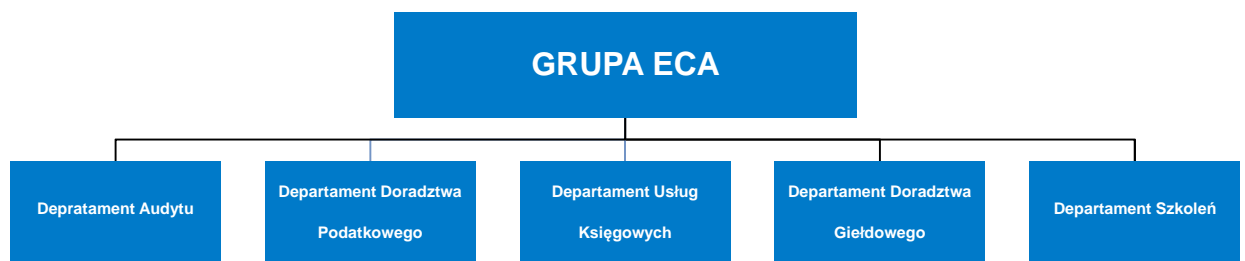 GRUPA ECA
Depratament Audytu
Departament Doradztwa
Podatkowego
Departament Usług
Księgowych
Departament Doradztwa
Giełdowego
Departament Szkoleń